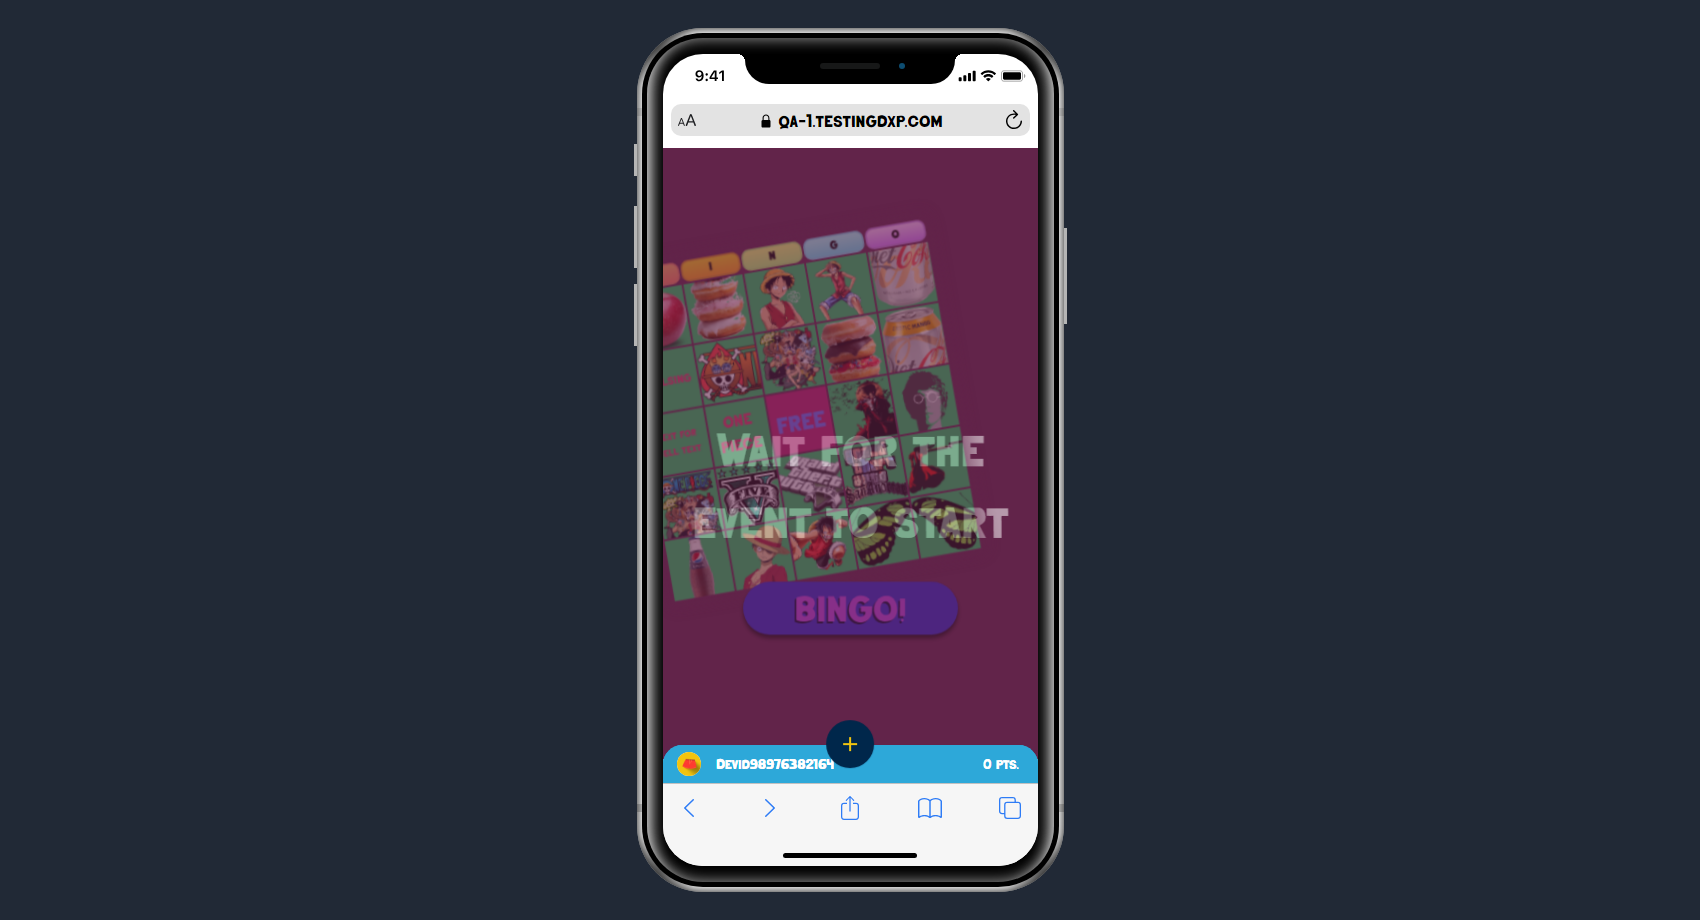 9:41
AA QA-1.TESTINGDXP.COM
I N G O
ONE
FREE
WAIT FOR THE
FIVE
EVENT TO START
BINGO!
+
DEVID98976382164 0 PTS.